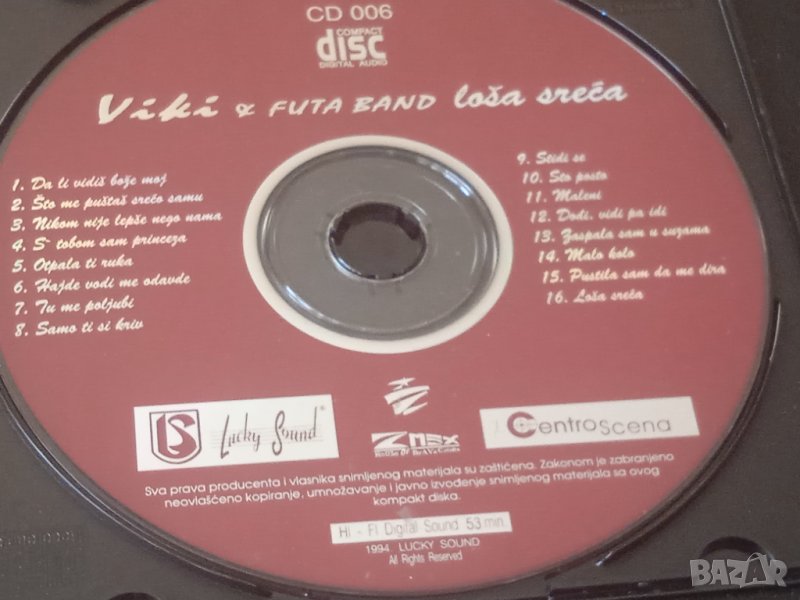 CD 006
COMPACT
disc
DIGITAL AUDIO
Viki & FUTA BAND loša sreća
1. Da li vidiš bože moj
2. Što me puštaš srećo samu
3. Nikom nije lepše nego nama
4. S tobom sam princeza
5. Otpala ti ruka
6. Hajde vodi me odavde
7. Tu me poljubi
8. Samo ti si kriv
9. Stidi se
10. Sto posto
11. Maleni
12. Dođi, vidi pa idi
13. Zaspala sam u suzama
14. Malo kolo
15. Pustila sam da me dira
16. Loša sreća
LS Lucky Sound®
ZMEX
CentroScena
Sva prava producenta i vlasnika snimljenog materijala su zaštićena. Zakonom je zabranjeno
neovlašćeno kopiranje, umnožavanje i javno izvođenje snimljenog materijala sa ovog
kompakt diska.
Hi - Fi Digital Sound 53 min.
1994 LUCKY SOUND
All Rights Reserved
BAZAR